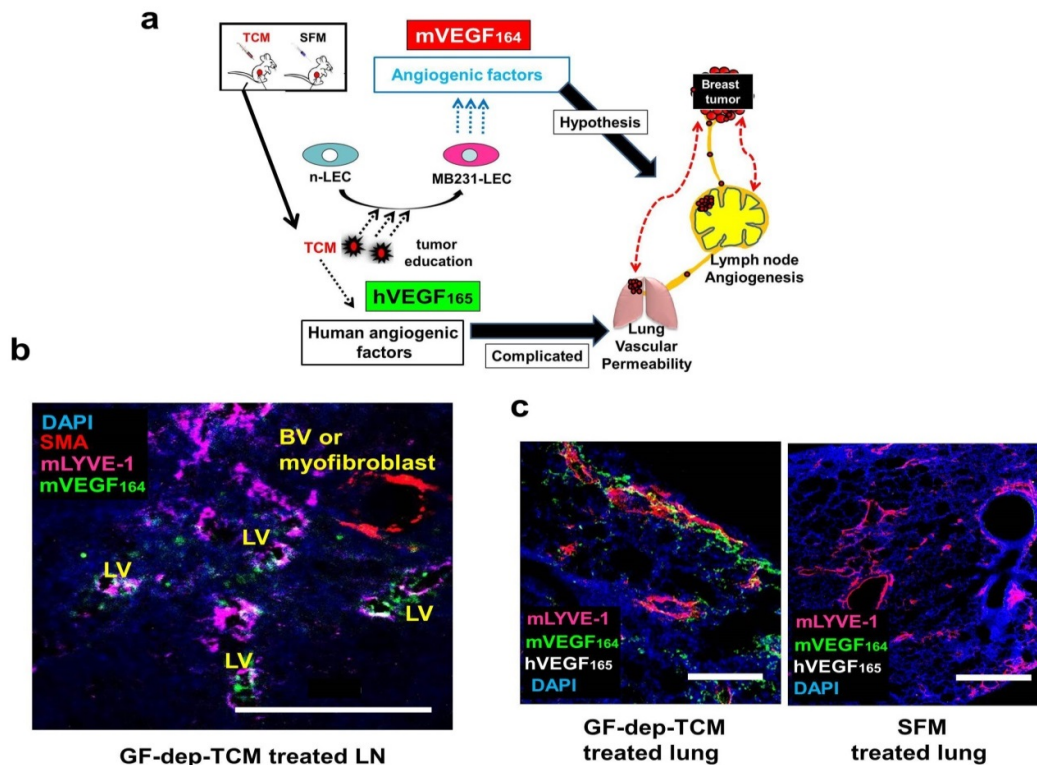 a
TCM SFM
mVEGF164
Angiogenic factors
Hypothesis
Breast
tumor
n-LEC
MB231-LEC
TCM
tumor
education
Lymph node
Angiogenesis
hVEGF165
Human angiogenic
factors
Complicated
Lung
Vascular
Permeability
b
DAPI
SMA
mLYVE-1
mVEGF164
BV or
myofibroblast
LV
LV
LV
LV
GF-dep-TCM treated LN
c
mLYVE-1
mVEGF164
hVEGF165
DAPI
GF-dep-TCM
treated lung
mLYVE-1
mVEGF164
hVEGF165
DAPI
SFM
treated lung